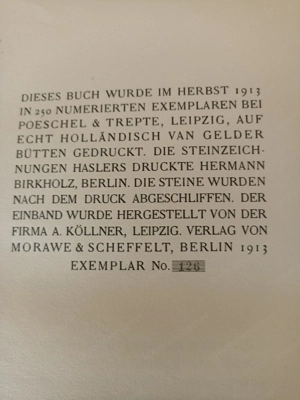 DIESES BUCH WURDE IM HERBST 1913
IN 250 NUMERIERTEN EXEMPLAREN BEI
POESCHEL & TREPTE, LEIPZIG, AUF
ECHT HOLLÄNDISCH VAN GELDER
BÜTTEN GEDRUCKT. DIE STEINZEICH-
NUNGEN HASLERS DRUCKTE HERMANN
BIRKHOLZ, BERLIN. DIE STEINE WURDEN
NACH DEM DRUCK ABGESCHLIFFEN. DER
EINBAND WURDE HERGESTELLT VON DER
FIRMA A. KÖLLNER, LEIPZIG. VERLAG VON
MORAWE & SCHEFFELT, BERLIN 1913
EXEMPLAR No. 126